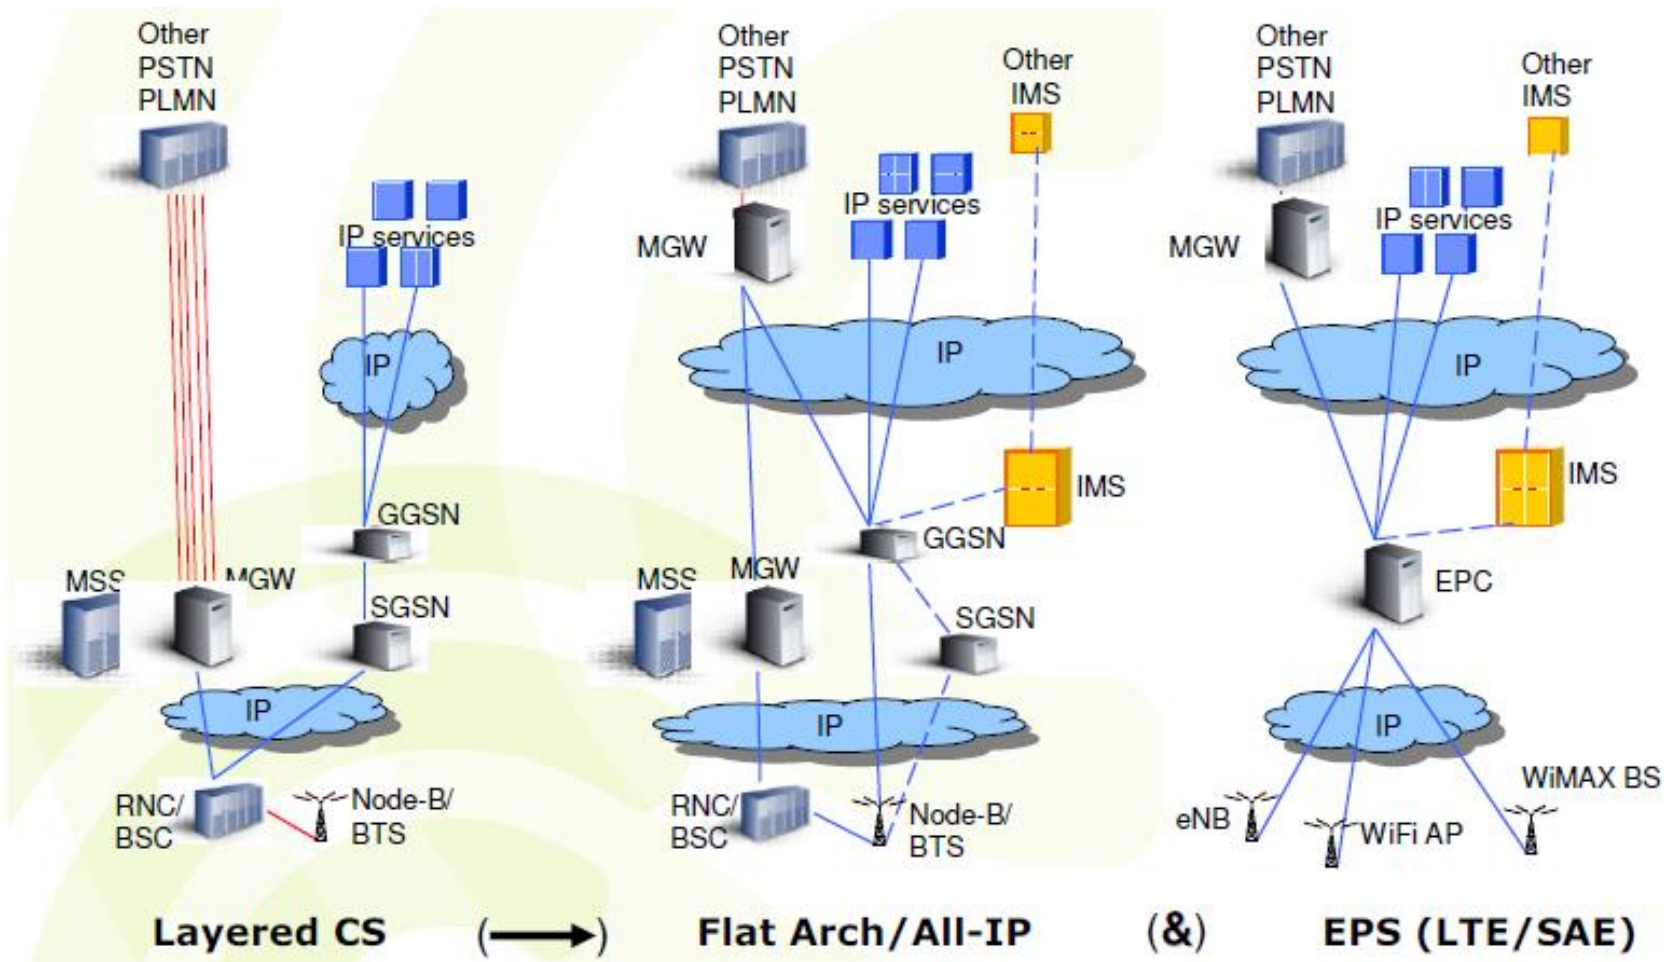 Other
PSTN
PLMN
IP services
IP
GGSN
MSS
MGW
SGSN
IP
RNC/
BSC
Node-B/
BTS
Layered CS
(→)
Other
PSTN
PLMN
Other
IMS
IP services
MGW
IP
IMS
GGSN
MSS
MGW
SGSN
IP
RNC/
BSC
Node-B/
BTS
Flat Arch/All-IP
(&)
Other
PSTN
PLMN
Other
IMS
IP services
MGW
IP
IMS
EPC
IP
WiMAX BS
eNB
WiFi AP
EPS (LTE/SAE)